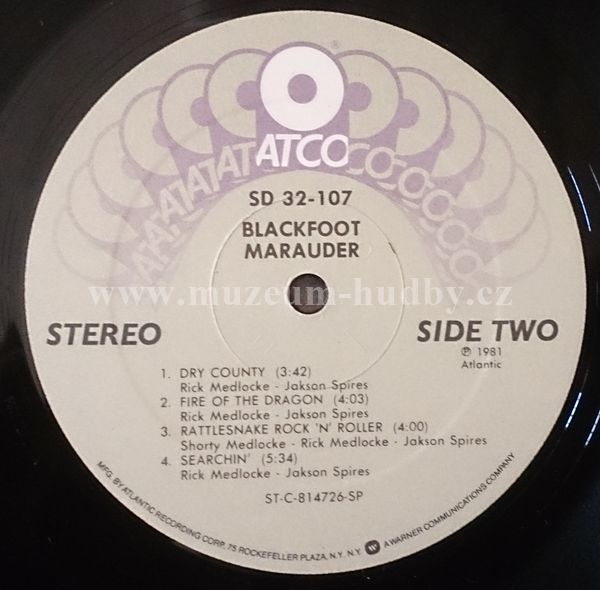 ATCO
SD 32-107
BLACKFOOT
MARAUDER
www.muzeum-hudby.cz
STEREO
SIDE TWO
℗ 1981
Atlantic
1. DRY COUNTY (3:42)
Rick Medlocke - Jakson Spires
2. FIRE OF THE DRAGON (4:03)
Rick Medlocke - Jakson Spires
3. RATTLESNAKE ROCK 'N' ROLLER (4:00)
Shorty Medlocke - Rick Medlocke - Jakson Spires
4. SEARCHIN' (5:34)
Rick Medlocke - Jakson Spires
ST-C-814726-SP
MFG. BY ATLANTIC RECORDING CORP., 75 ROCKEFELLER PLAZA, N.Y. N.Y. W A WARNER COMMUNICATIONS COMPANY